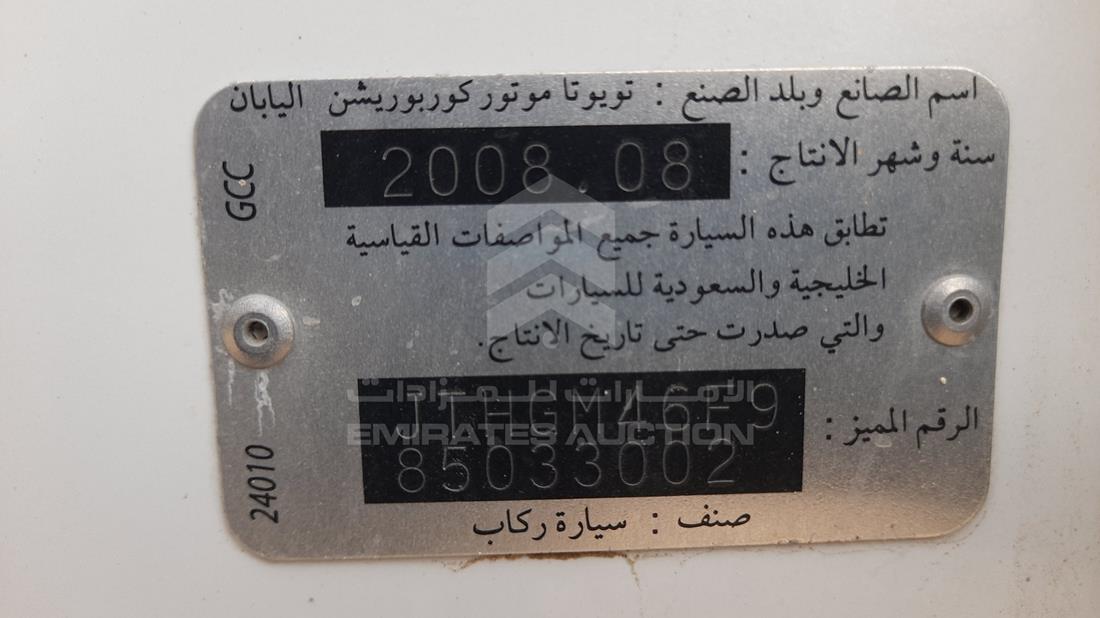 اسم الصانع وبلد الصنع : تويوتا موتور كوربوريشن اليابان
سنة وشهر الانتاج : 2008.08
تطابق هذه السيارة جميع المواصفات القياسية
الخليجية والسعودية للسيارات
والتي صدرت حتى تاريخ الانتاج.
الرقم المميز :
JTHGM46F9
85033002
صنف : سيارة ركاب
GCC
24010
الإمارات للمزادات
EMIRATES AUCTION